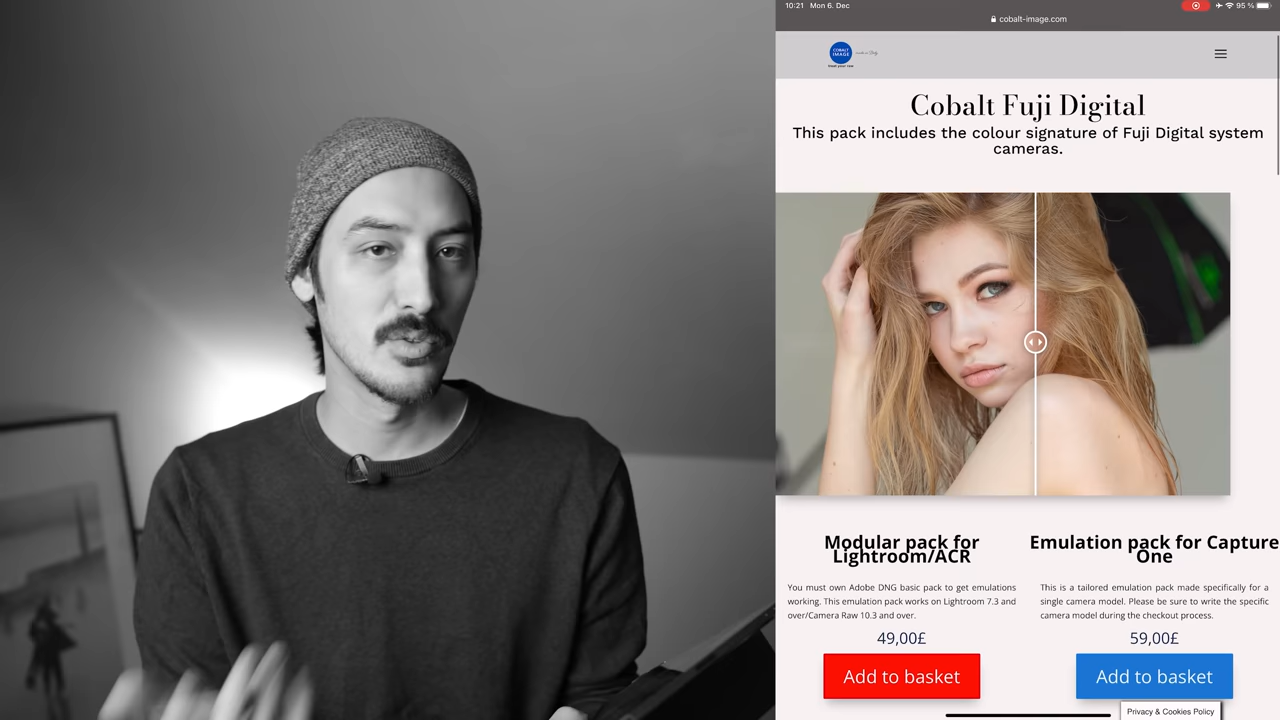 10:21 Mon 6. Dec
95 %
cobalt-image.com
COBALT
IMAGE
trust your raw
Cobalt Fuji Digital
This pack includes the colour signature of Fuji Digital system
cameras.
Modular pack for
Lightroom/ACR
You must own Adobe DNG basic pack to get emulations
working. This emulation pack works on Lightroom 7.3 and
over/Camera Raw 10.3 and over.
49,00£
Add to basket
Emulation pack for Capture
One
This is a tailored emulation pack made specifically for a
single camera model. Please be sure to write the specific
camera model during the checkout process.
59,00£
Add to basket
Privacy & Cookies Policy